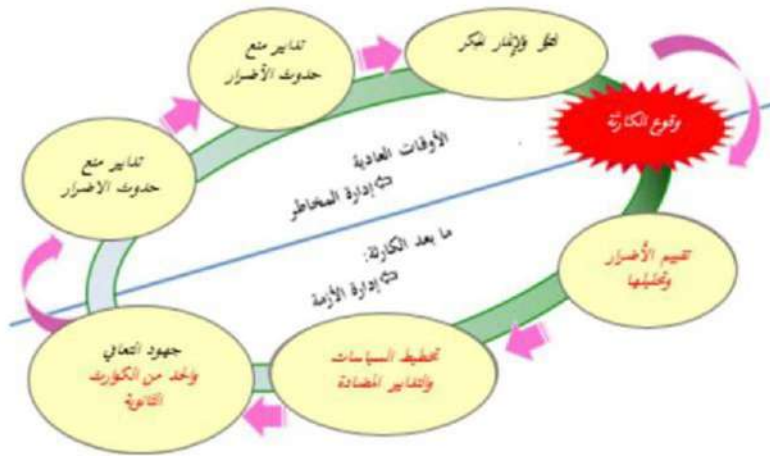 والإنذار المبكر
تدابير منع
حدوث الأضرار
وقوع الكارثة
تدابير منع
حدوث الاضرار
الأوقات العادية
⇦إدارة المخاطر
ما بعد الكارثة:
⇦إدارة الأزمة
تقييم الأضرار
وتحليلها
تخطيط السياسات
والتدابير المضادة
جهود التعافي
والحد من الكوارث
الثانوية